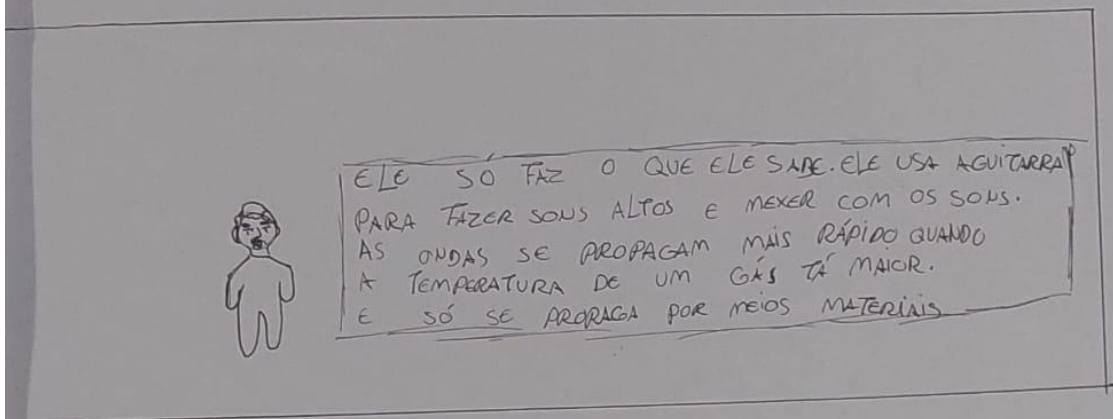 ELE SÓ FAZ O QUE ELE SABE. ELE USA A GUITARRA
PARA FAZER SONS ALTOS E MEXER COM OS SONS.
AS ONDAS SE PROPAGAM MAIS RÁPIDO QUANDO
A TEMPERATURA DE UM GÁS TÁ MAIOR.
E SÓ SE PROPAGA POR MEIOS MATERIAIS